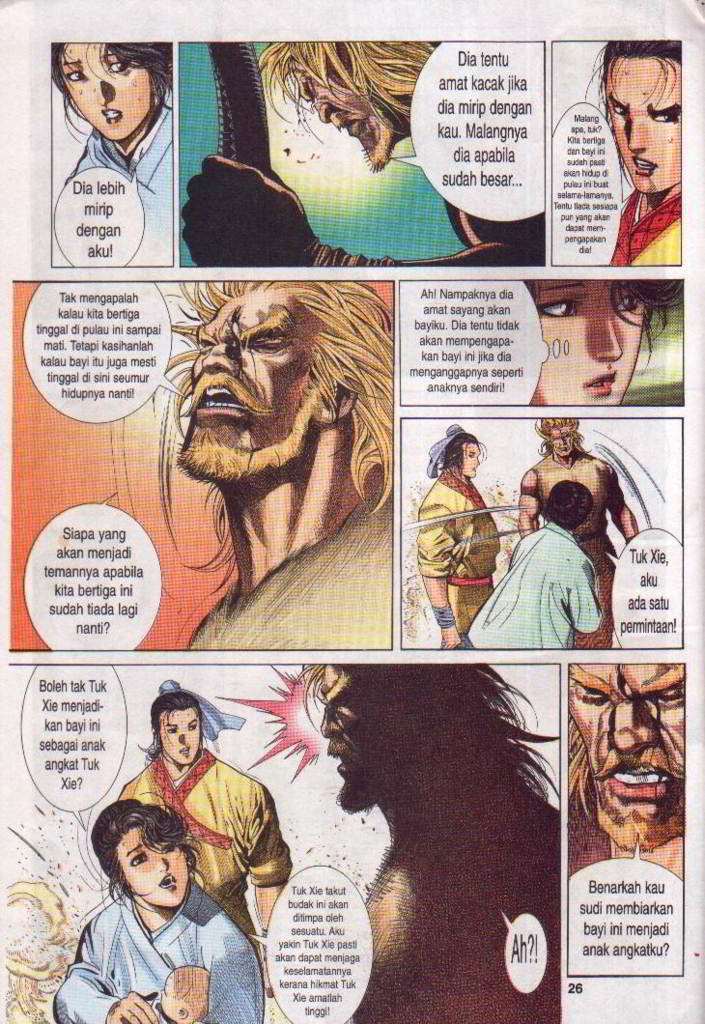 Dia lebih
mirip
dengan
aku!
Dia tentu
amat kacak jika
dia mirip dengan
kau. Malangnya
dia apabila
sudah besar...
Malang
apa, tuk?
Kita bertiga
dan bayi ini
sudah pasti
akan hidup di
pulau ini buat
selama-lamanya.
Tentu tiada sesiapa
pun yang akan
dapat mem-
pengapakan
dia!
Tak mengapalah
kalau kita bertiga
tinggal di pulau ini sampai
mati. Tetapi kasihanlah
kalau bayi itu juga mesti
tinggal di sini seumur
hidupnya nanti!
Siapa yang
akan menjadi
temannya apabila
kita bertiga ini
sudah tiada lagi
nanti?
Ah! Nampaknya dia
amat sayang akan
bayiku. Dia tentu tidak
akan mempengapa-
kan bayi ini jika dia
menganggapnya seperti
anaknya sendiri!
Tuk Xie,
aku
ada satu
permintaan!
Boleh tak Tuk
Xie menjadi-
kan bayi ini
sebagai anak
angkat Tuk
Xie?
Tuk Xie takut
budak ini akan
ditimpa oleh
sesuatu. Aku
yakin Tuk Xie pasti
akan dapat menjaga
keselamatannya
kerana hikmat Tuk
Xie amatlah
tinggi!
Ah?!
Benarkah kau
sudi membiarkan
bayi ini menjadi
anak angkatku?
26